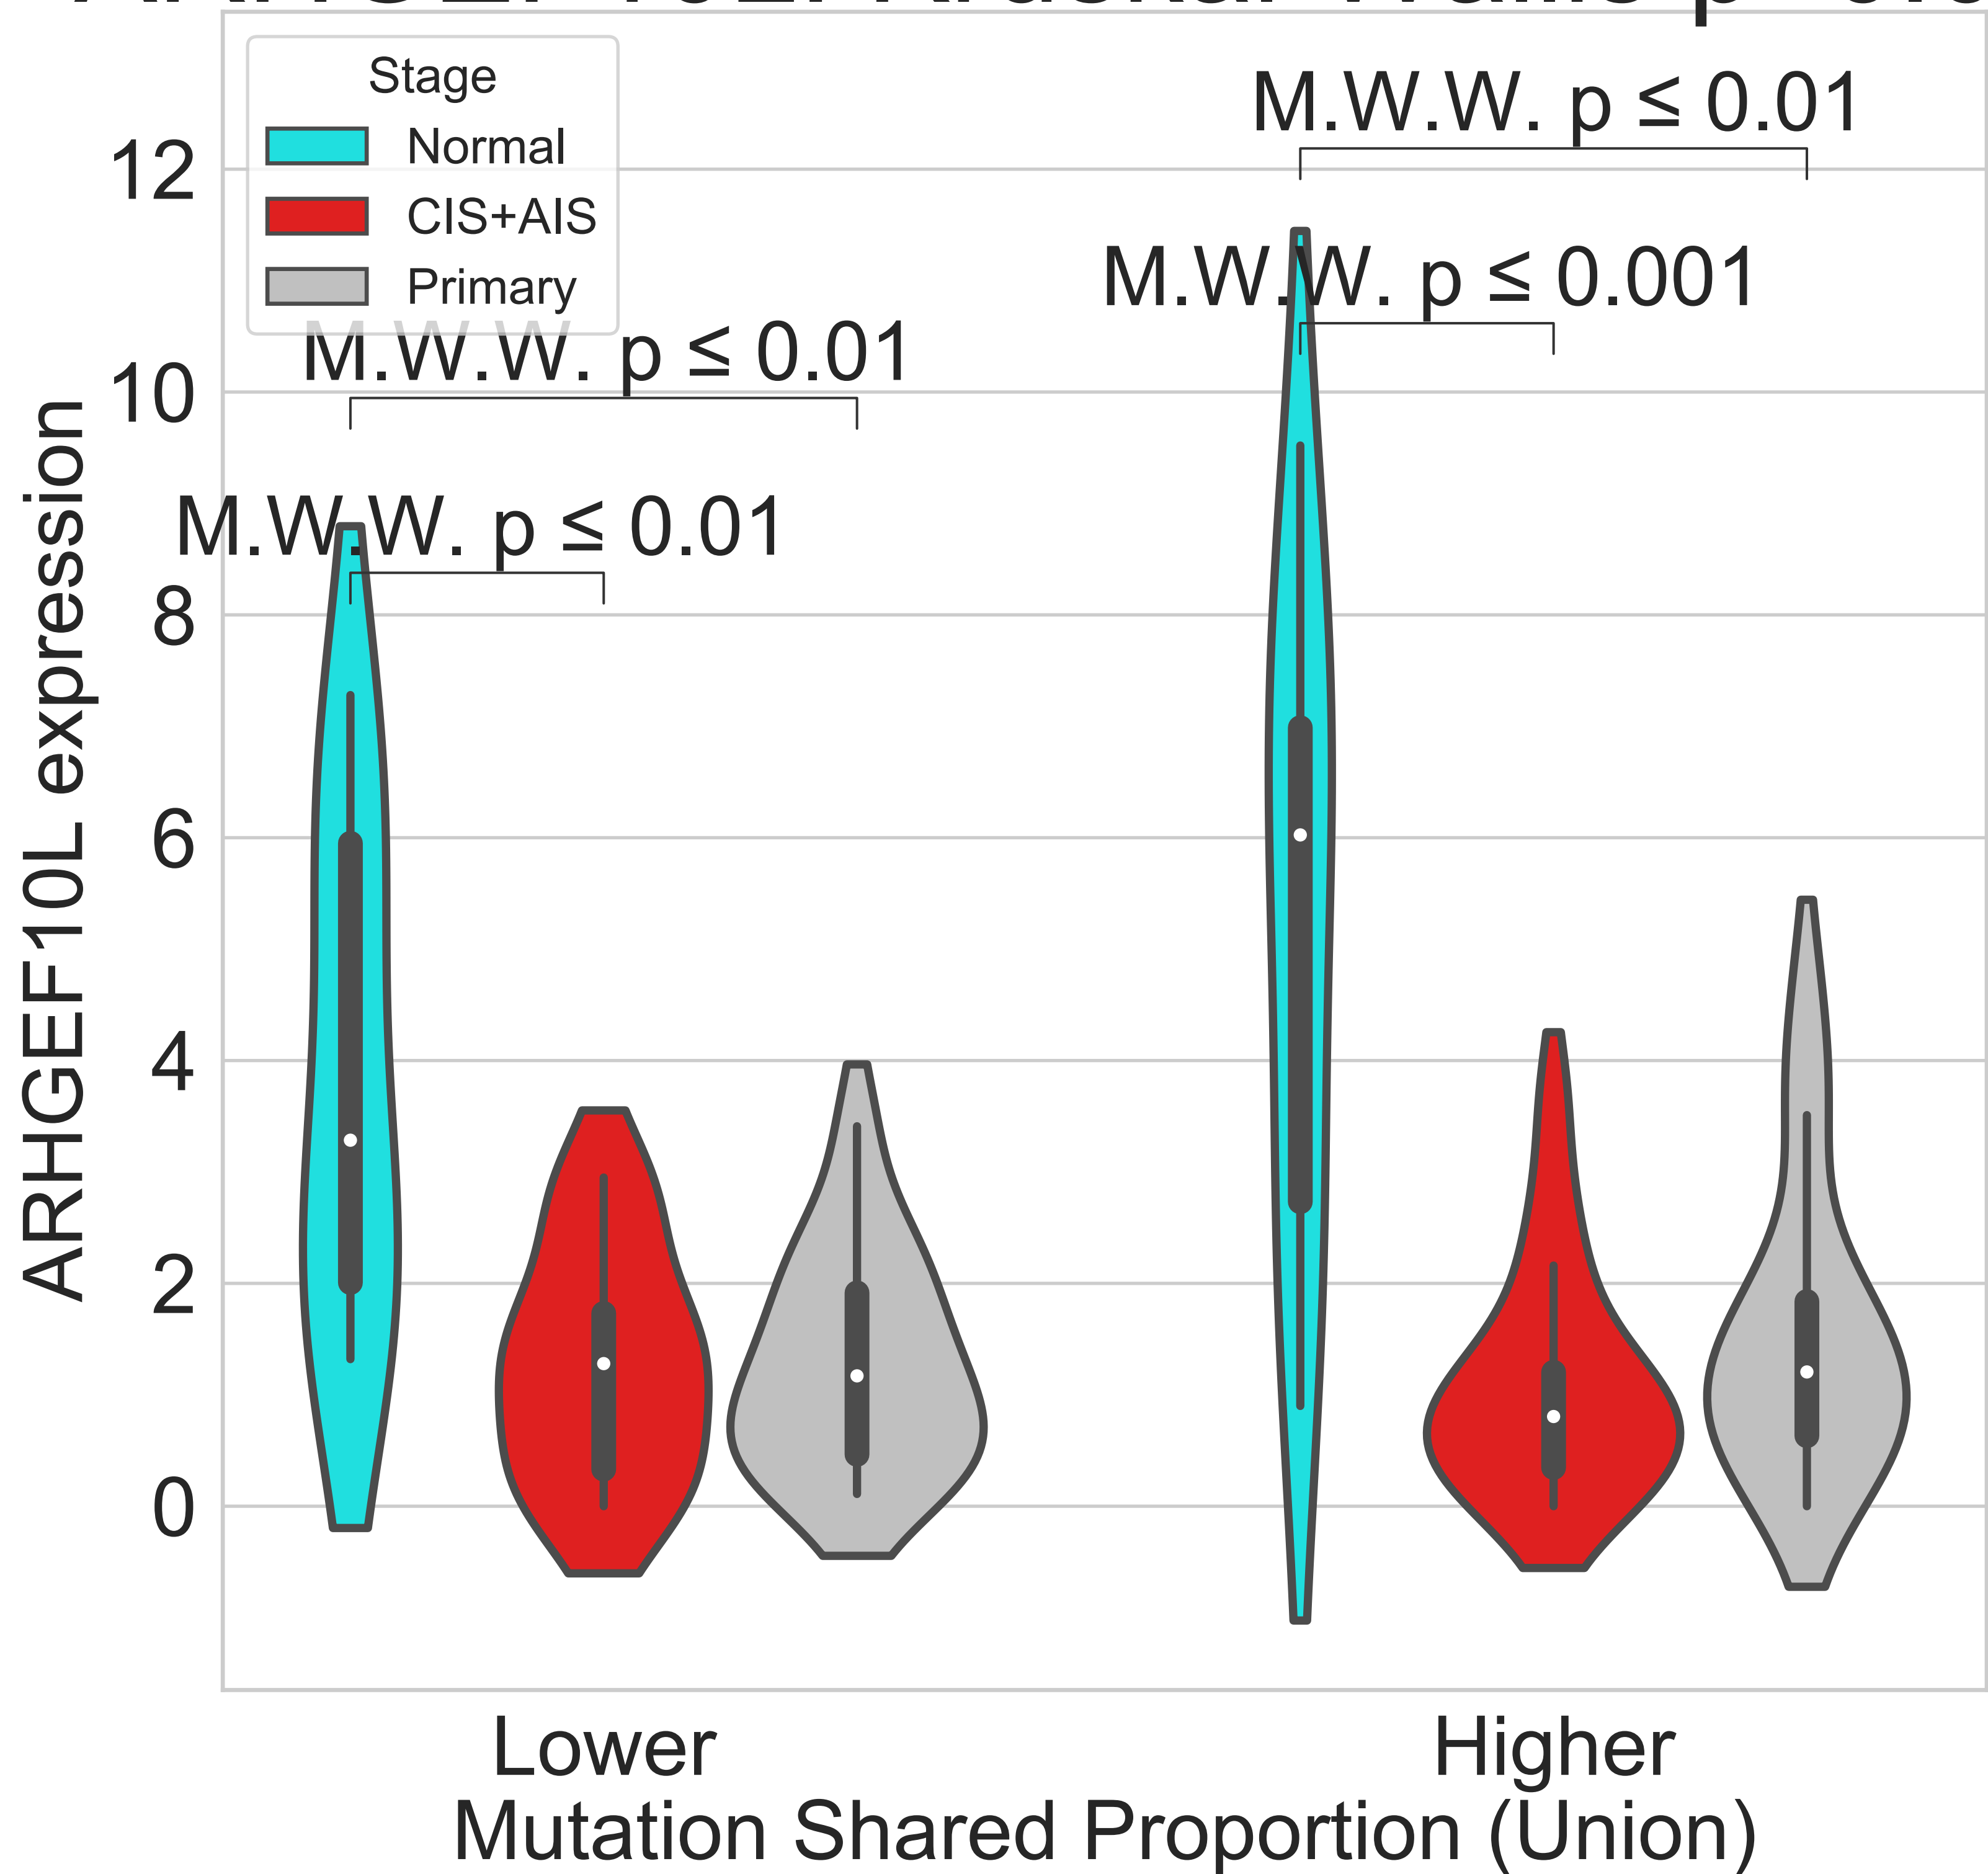 Stage
Normal
CIS+AIS
Primary
M.W.W. p ≤ 0.01
M.W.W. p ≤ 0.001
M.W.W. p ≤ 0.01
M.W.W. p ≤ 0.01
12
10
8
6
4
2
0
ARHGEF10L expression
Lower
Higher
Mutation Shared Proportion (Union)